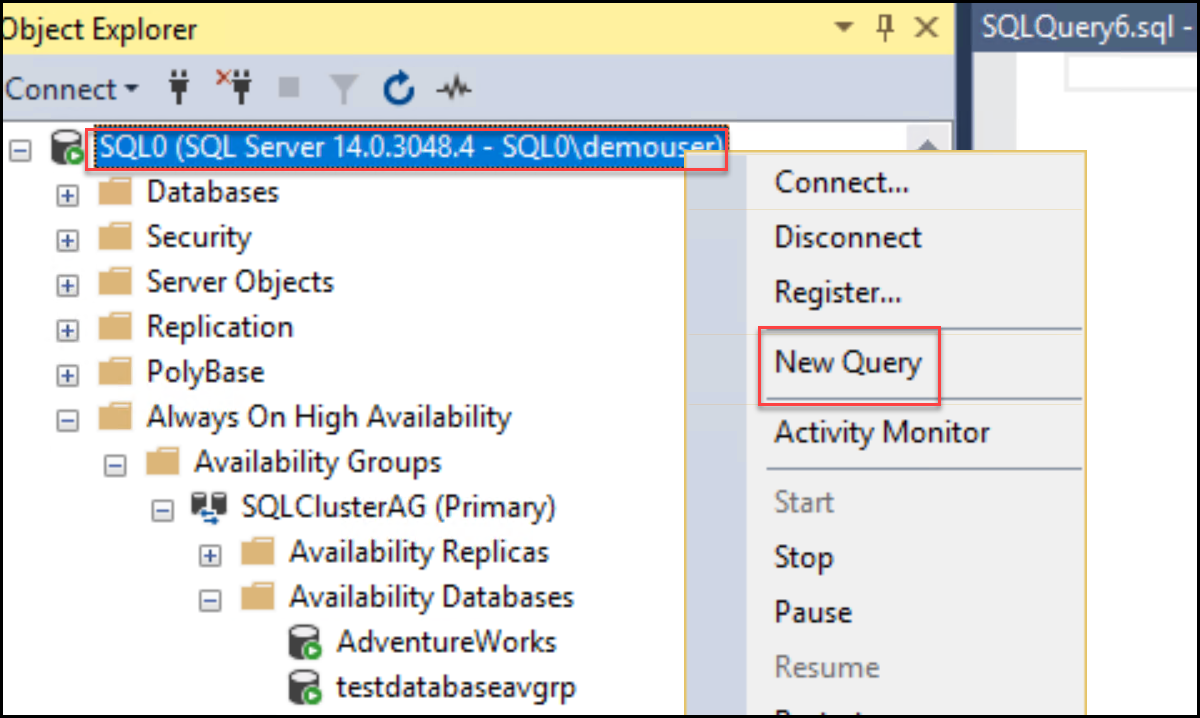 Object Explorer
SQLQuery6.sql -
Connect
SQL0 (SQL Server 14.0.3048.4 - SQL0\demouser)
Databases
Security
Server Objects
Replication
PolyBase
Always On High Availability
Availability Groups
SQLClusterAG (Primary)
Availability Replicas
Availability Databases
AdventureWorks
testdatabaseavgrp
Connect...
Disconnect
Register...
New Query
Activity Monitor
Start
Stop
Pause
Resume